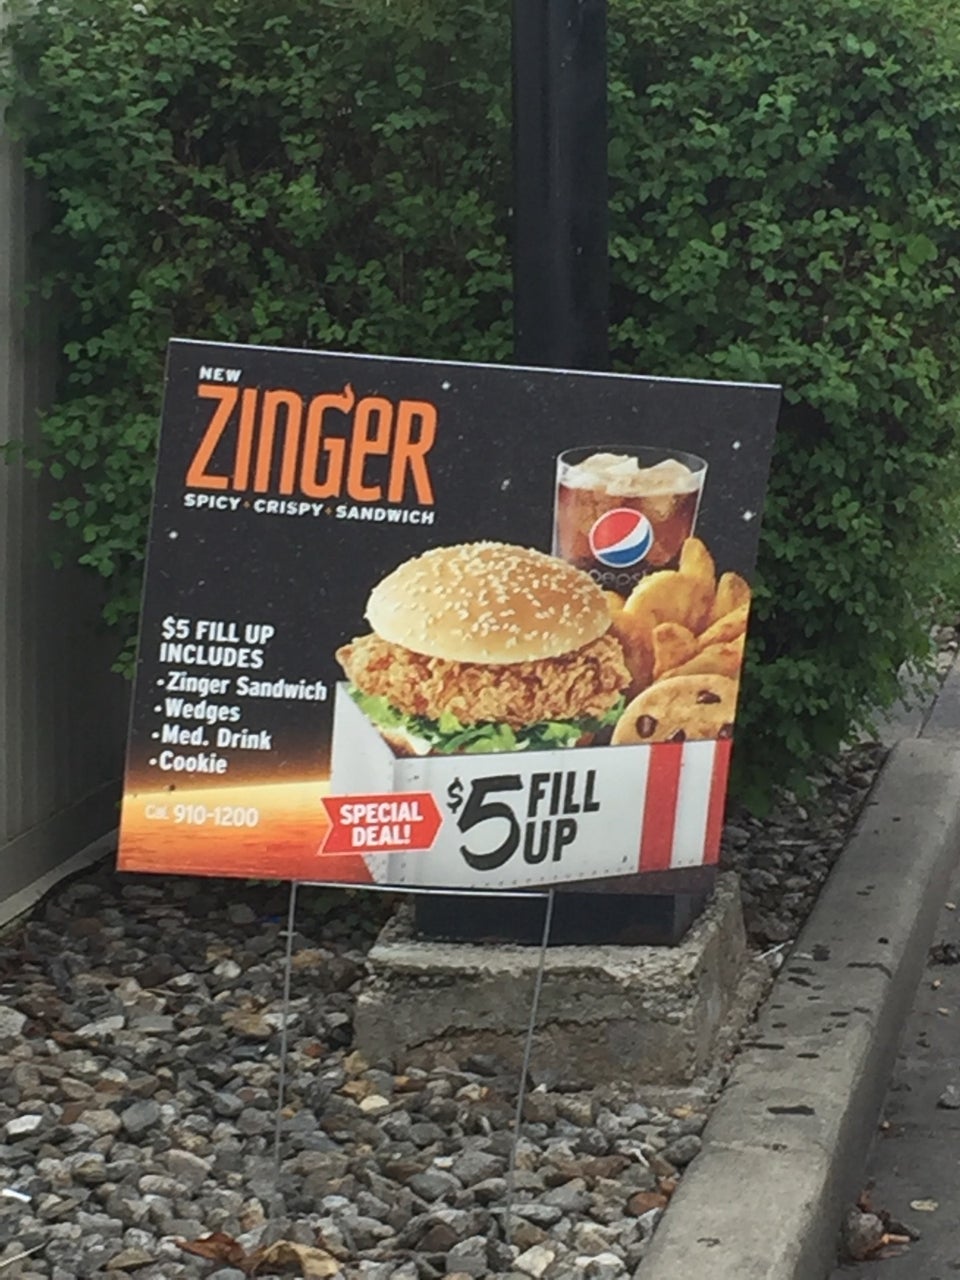 NEW
ZINGER
SPICY • CRISPY • SANDWICH
$5 FILL UP
INCLUDES
• Zinger Sandwich
• Wedges
• Med. Drink
• Cookie
Cal. 910-1200
SPECIAL
DEAL!
$5 FILL
UP
pepsi